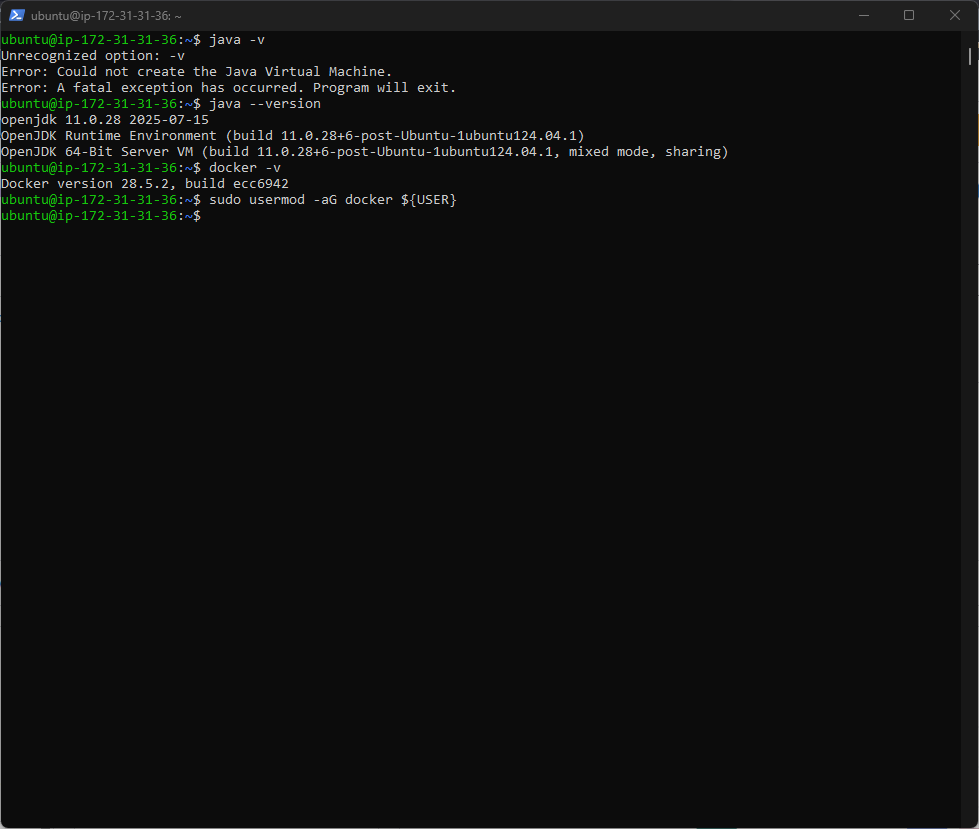 ubuntu@ip-172-31-31-36: ~
ubuntu@ip-172-31-31-36:~$ java -v
Unrecognized option: -v
Error: Could not create the Java Virtual Machine.
Error: A fatal exception has occurred. Program will exit.
ubuntu@ip-172-31-31-36:~$ java --version
openjdk 11.0.28 2025-07-15
OpenJDK Runtime Environment (build 11.0.28+6-post-Ubuntu-1ubuntu124.04.1)
OpenJDK 64-Bit Server VM (build 11.0.28+6-post-Ubuntu-1ubuntu124.04.1, mixed mode, sharing)
ubuntu@ip-172-31-31-36:~$ docker -v
Docker version 28.5.2, build ecc6942
ubuntu@ip-172-31-31-36:~$ sudo usermod -aG docker ${USER}
ubuntu@ip-172-31-31-36:~$